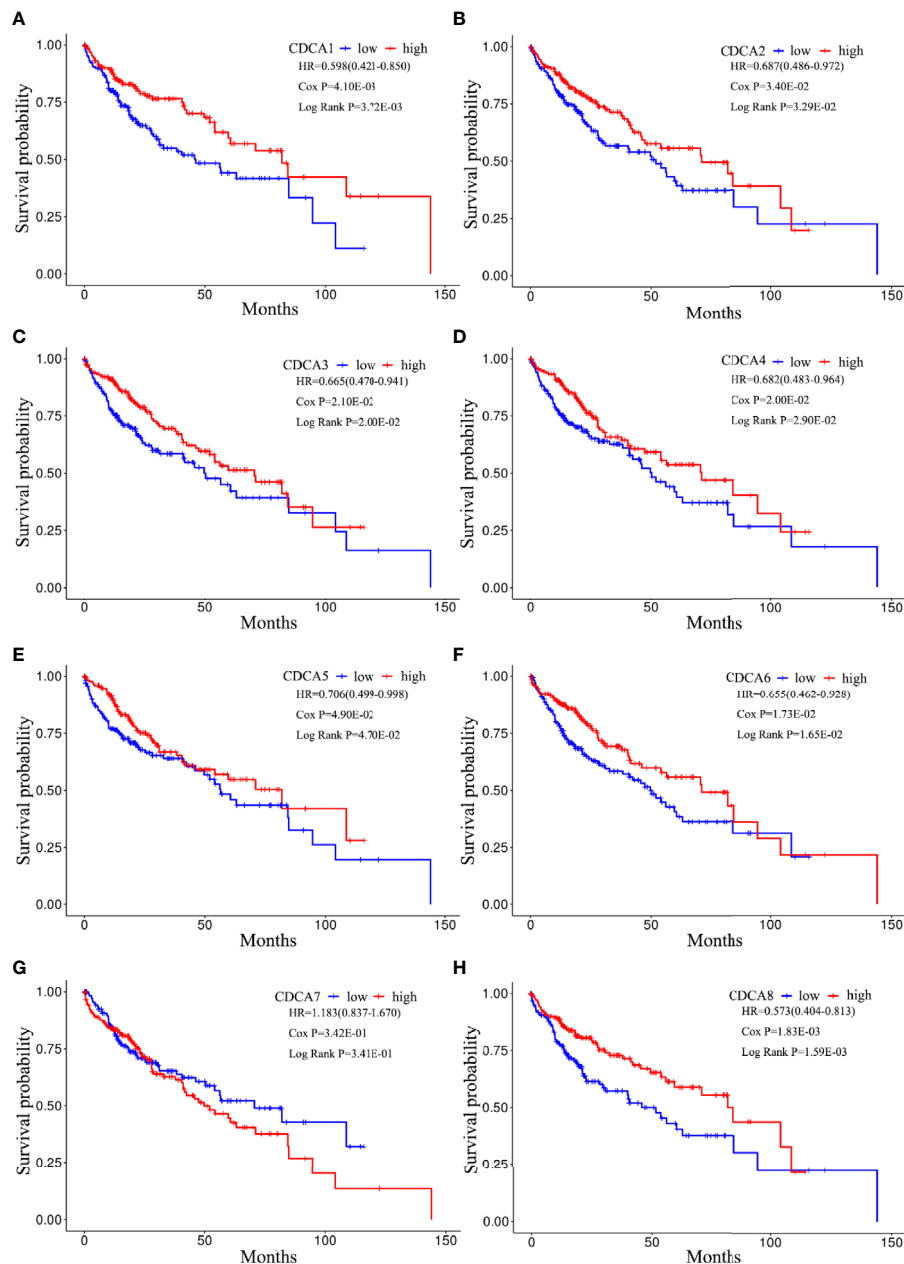 A
CDCA1 low high
HR=0.598(0.421-0.850)
Cox P=4.10E-03
Log Rank P=3.72E-03
Survival probability
1.00
0.75
0.50
0.25
0.00
0 50 100 150
Months
B
CDCA2 low high
HR=0.687(0.486-0.972)
Cox P=3.40E-02
Log Rank P=3.29E-02
Survival probability
1.00
0.75
0.50
0.25
0.00
0 50 100 150
Months
C
CDCA3 low high
HR=0.665(0.470-0.941)
Cox P=2.10E-02
Log Rank P=2.00E-02
Survival probability
1.00
0.75
0.50
0.25
0.00
0 50 100 150
Months
D
CDCA4 low high
HR=0.682(0.483-0.964)
Cox P=2.00E-02
Log Rank P=2.90E-02
Survival probability
1.00
0.75
0.50
0.25
0.00
0 50 100 150
Months
E
CDCA5 low high
HR=0.706(0.499-0.998)
Cox P=4.90E-02
Log Rank P=4.70E-02
Survival probability
1.00
0.75
0.50
0.25
0.00
0 50 100 150
Months
F
CDCA6 low high
HR=0.655(0.462-0.928)
Cox P=1.73E-02
Log Rank P=1.65E-02
Survival probability
1.00
0.75
0.50
0.25
0.00
0 50 100 150
Months
G
CDCA7 low high
HR=1.183(0.837-1.670)
Cox P=3.42E-01
Log Rank P=3.41E-01
Survival probability
1.00
0.75
0.50
0.25
0.00
0 50 100 150
Months
H
CDCA8 low high
HR=0.573(0.404-0.813)
Cox P=1.83E-03
Log Rank P=1.59E-03
Survival probability
1.00
0.75
0.50
0.25
0.00
0 50 100 150
Months